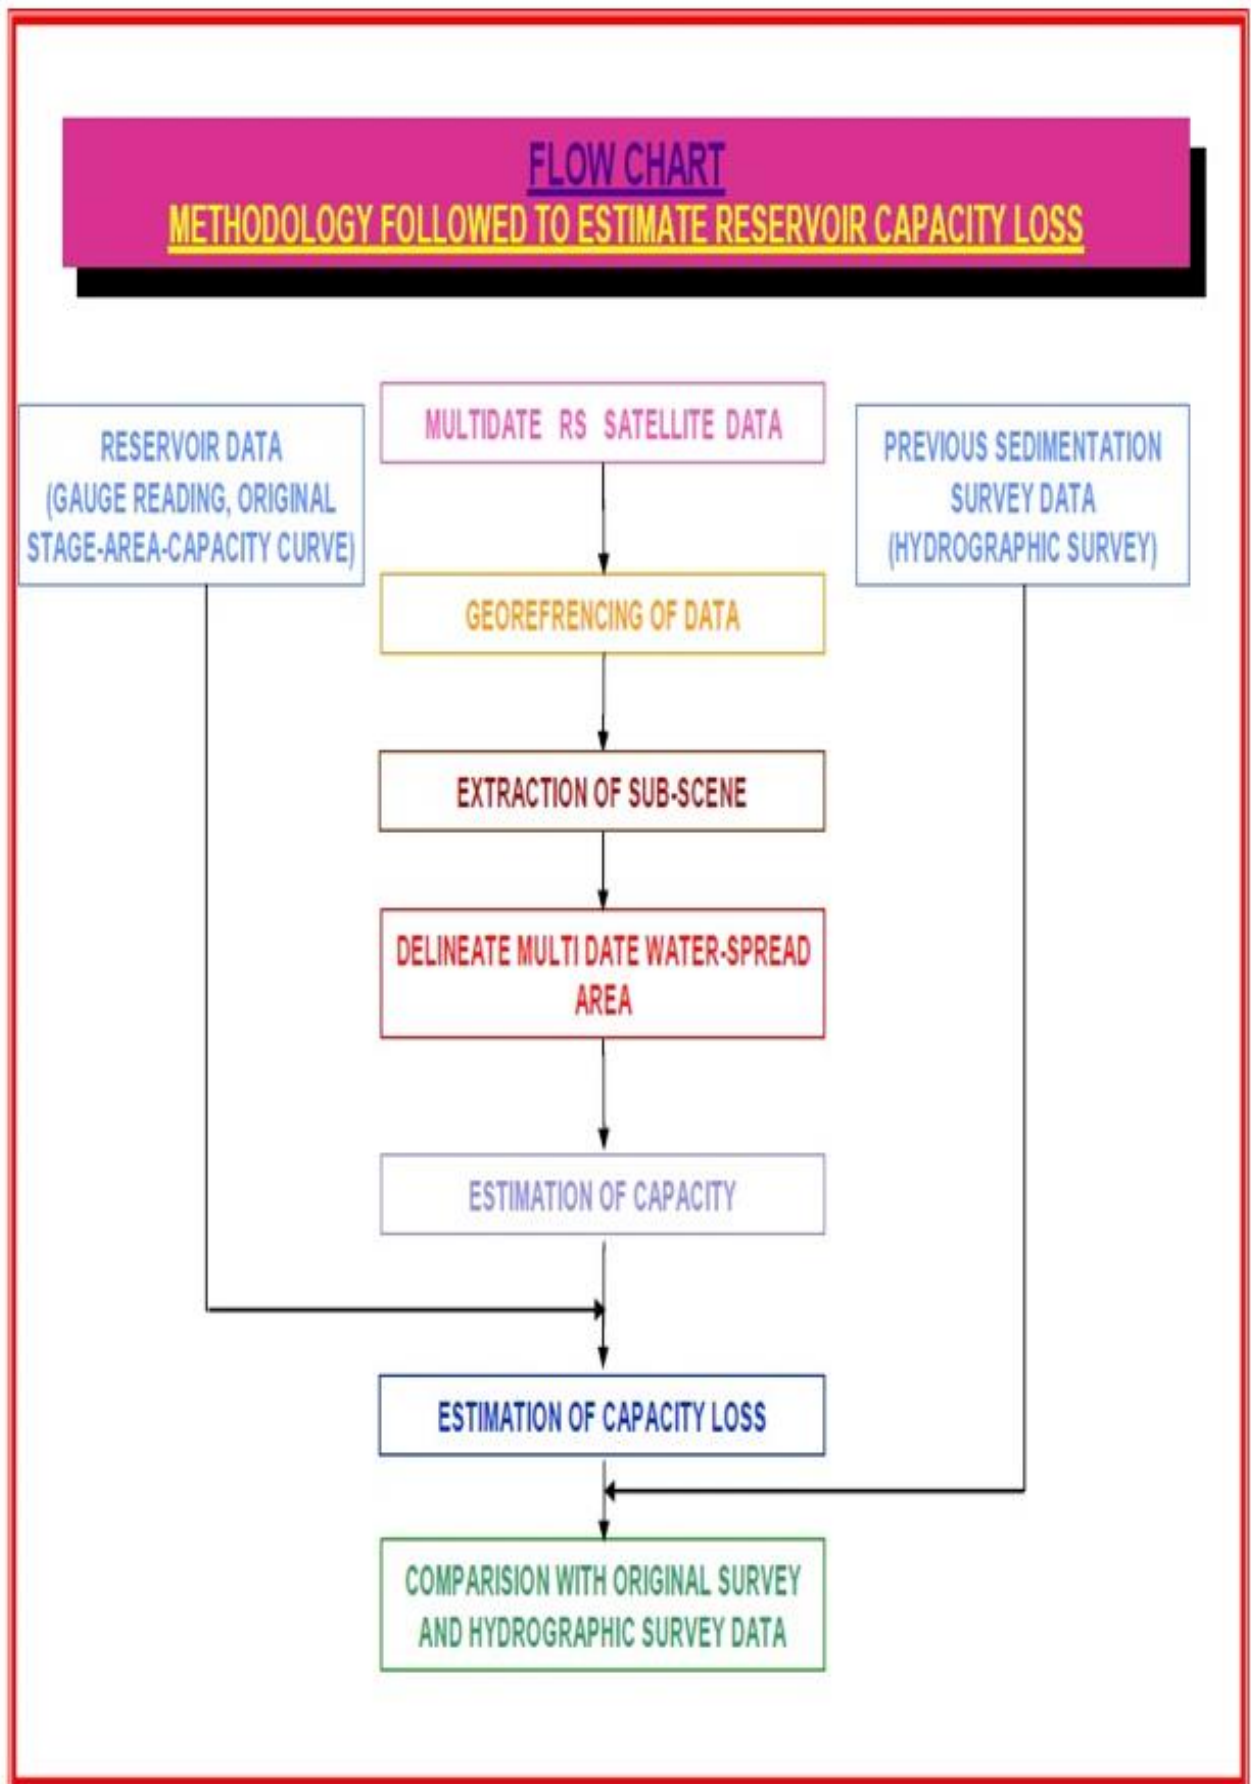 FLOW CHART
METHODOLOGY FOLLOWED TO ESTIMATE RESERVOIR CAPACITY LOSS
RESERVOIR DATA
(GAUGE READING, ORIGINAL
STAGE-AREA-CAPACITY CURVE)
MULTIDATE RS SATELLITE DATA
PREVIOUS SEDIMENTATION
SURVEY DATA
(HYDROGRAPHIC SURVEY)
GEOREFRENCING OF DATA
EXTRACTION OF SUB-SCENE
DELINEATE MULTI DATE WATER-SPREAD
AREA
ESTIMATION OF CAPACITY
ESTIMATION OF CAPACITY LOSS
COMPARISION WITH ORIGINAL SURVEY
AND HYDROGRAPHIC SURVEY DATA